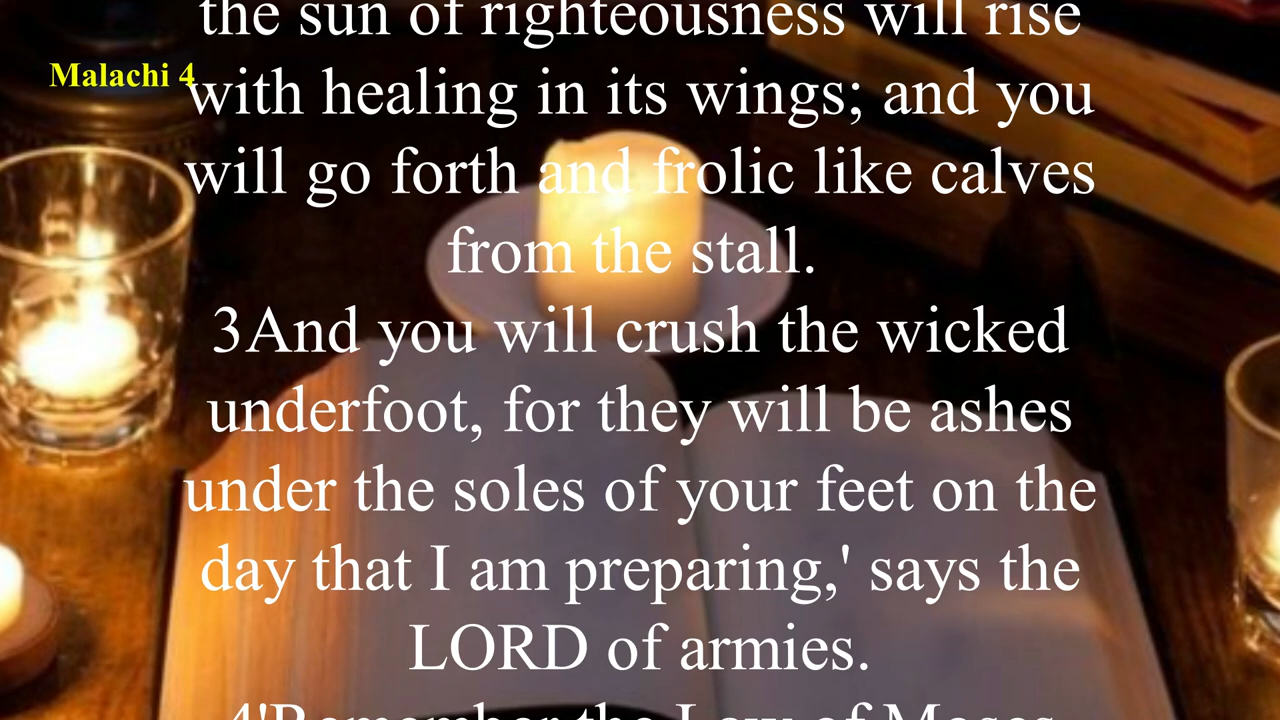 the sun of righteousness will rise
Malachi 4
with healing in its wings; and you
will go forth and frolic like calves
from the stall.
3And you will crush the wicked
underfoot, for they will be ashes
under the soles of your feet on the
day that I am preparing,' says the
LORD of armies.
4'Remember the Law of Moses